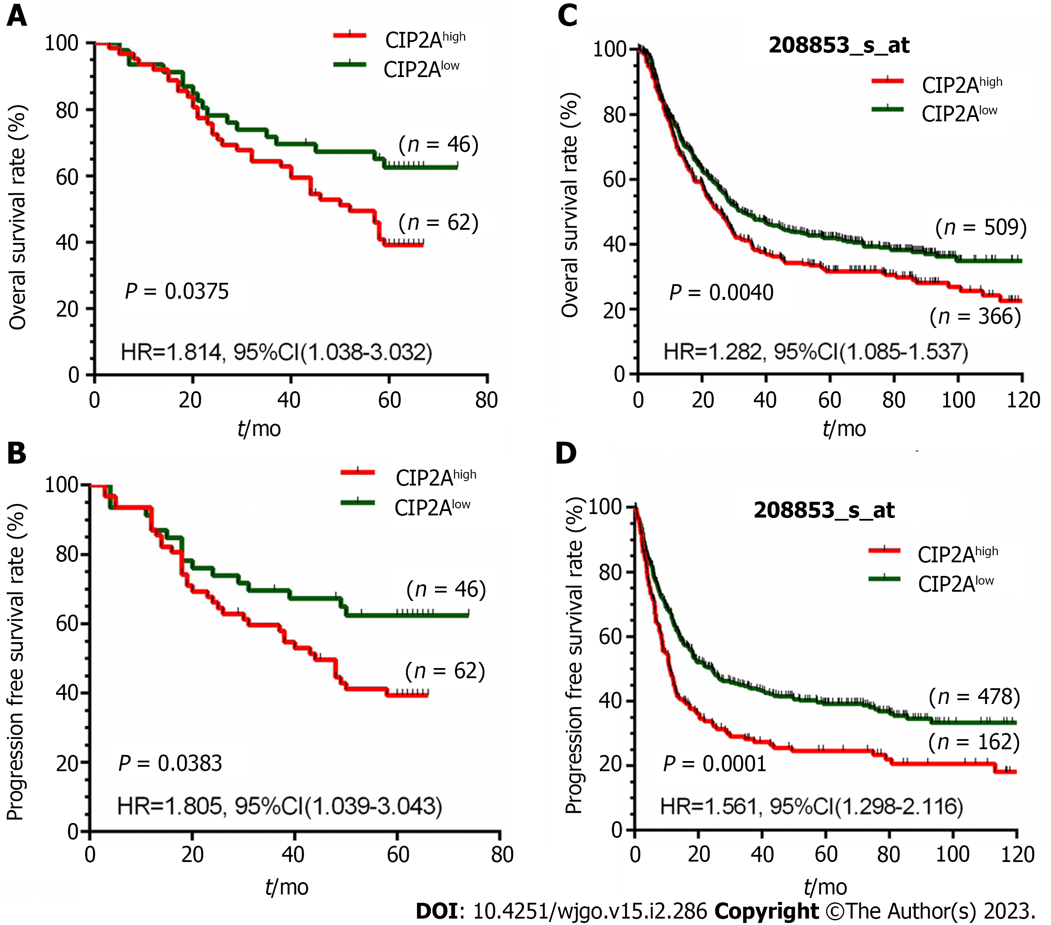 A
CIP2Ahigh
CIP2Alow
Overall survival rate (%)
100
80
60
40
20
0
(n = 46)
(n = 62)
P = 0.0375
HR=1.814, 95%CI(1.038-3.032)
0 20 40 60 80
t/mo
C
208853_s_at
CIP2Ahigh
CIP2Alow
Overall survival rate (%)
100
80
60
40
20
0
(n = 509)
(n = 366)
P = 0.0040
HR=1.282, 95%CI(1.085-1.537)
0 20 40 60 80 100 120
t/mo
B
CIP2Ahigh
CIP2Alow
Progression free survival rate (%)
100
80
60
40
20
0
(n = 46)
(n = 62)
P = 0.0383
HR=1.805, 95%CI(1.039-3.043)
0 20 40 60 80
t/mo
D
208853_s_at
CIP2Ahigh
CIP2Alow
Progression free survival rate (%)
100
80
60
40
20
0
(n = 478)
(n = 162)
P = 0.0001
HR=1.561, 95%CI(1.298-2.116)
0 20 40 60 80 100 120
t/mo
DOI: 10.4251/wjgo.v15.i2.286 Copyright ©The Author(s) 2023.